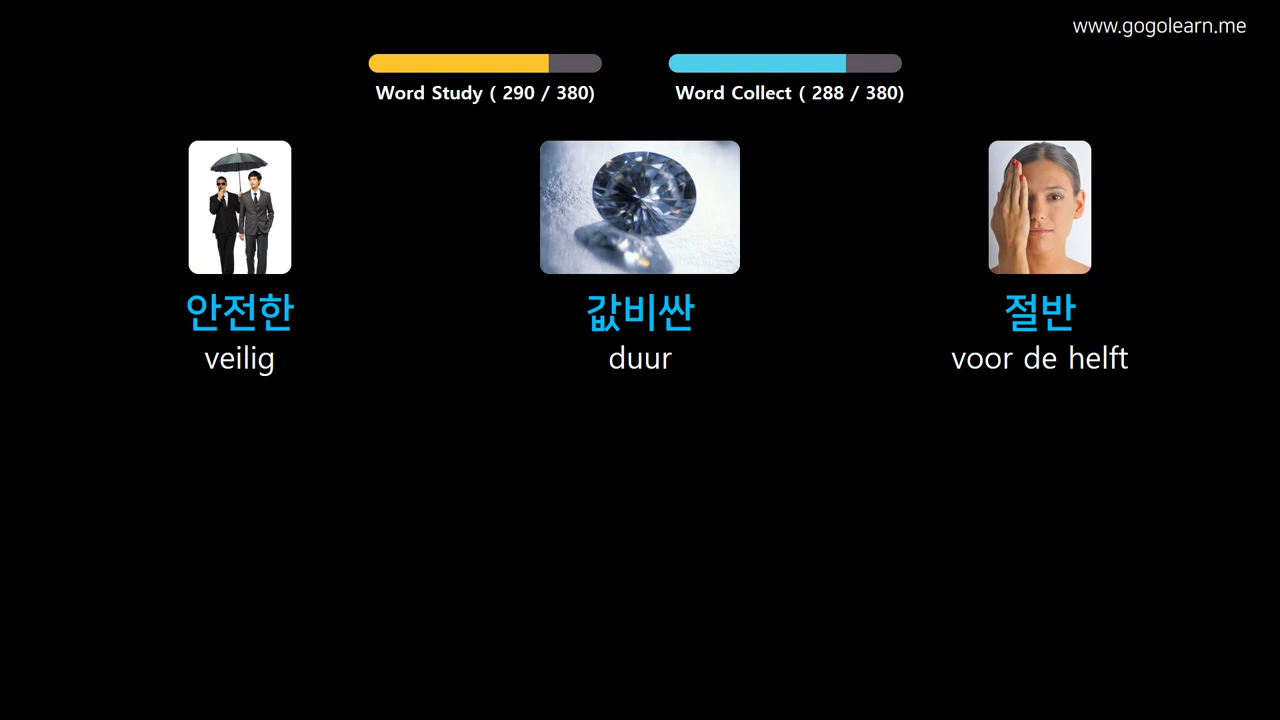 www.gogolearn.me
Word Study ( 290 / 380)
Word Collect ( 288 / 380)
안전한
veilig
값비싼
duur
절반
voor de helft